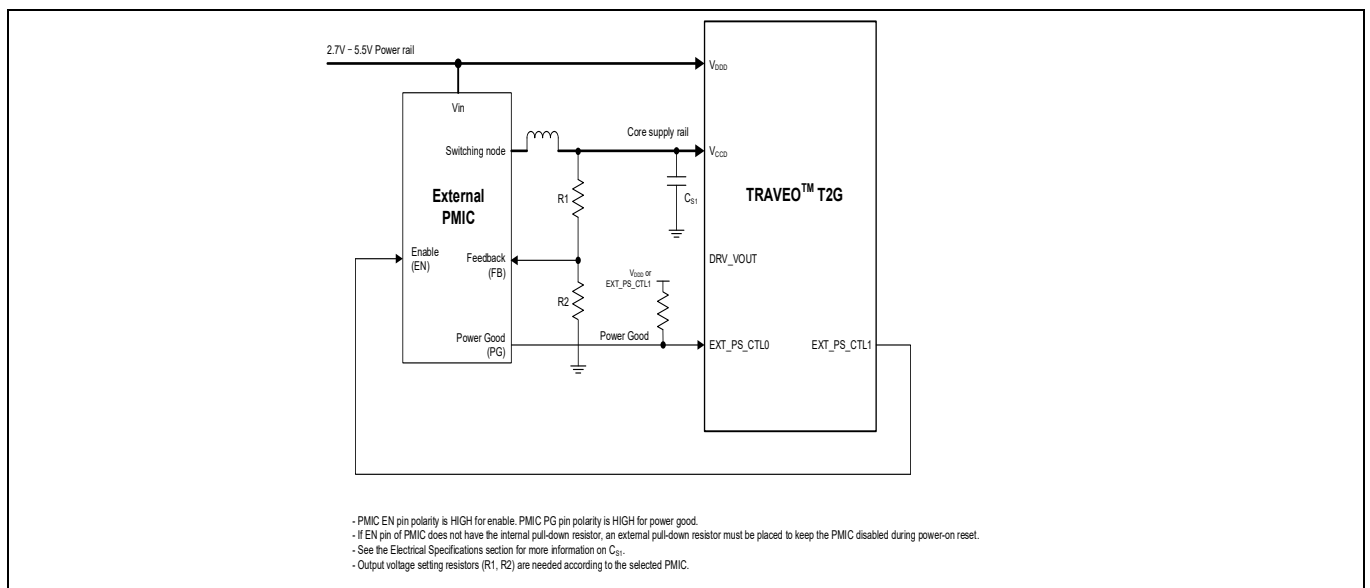 2.7V – 5.5V Power rail
Vin
V_DDD
Switching node
Core supply rail
V_CCD
External
PMIC
R1
C_S1
TRAVEO™ T2G
Enable
(EN)
Feedback
(FB)
DRV_VOUT
V_DDD or
EXT_PS_CTL1
R2
Power Good
(PG)
Power Good
EXT_PS_CTL0
EXT_PS_CTL1
- PMIC EN pin polarity is HIGH for enable. PMIC PG pin polarity is HIGH for power good.
- If EN pin of PMIC does not have the internal pull-down resistor, an external pull-down resistor must be placed to keep the PMIC disabled during power-on reset.
- See the Electrical Specifications section for more information on C_S1.
- Output voltage setting resistors (R1, R2) are needed according to the selected PMIC.